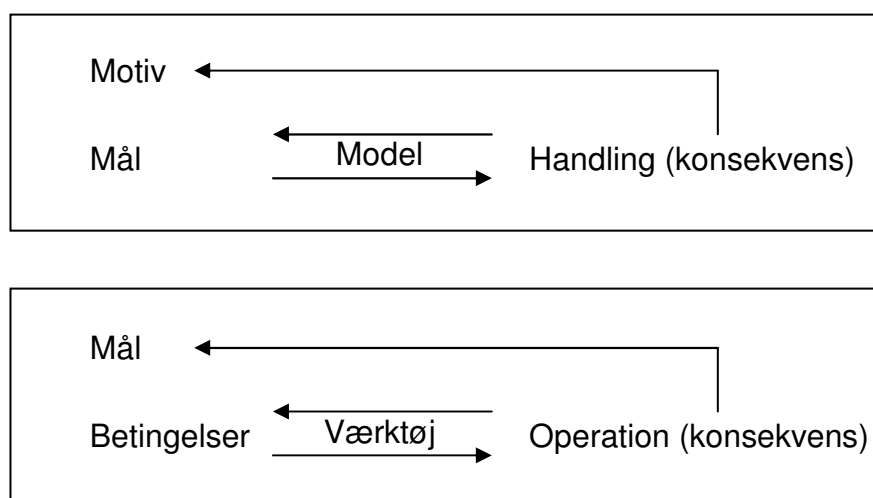 Motiv
Mål Model Handling (konsekvens)
Mål
Betingelser Værktøj Operation (konsekvens)